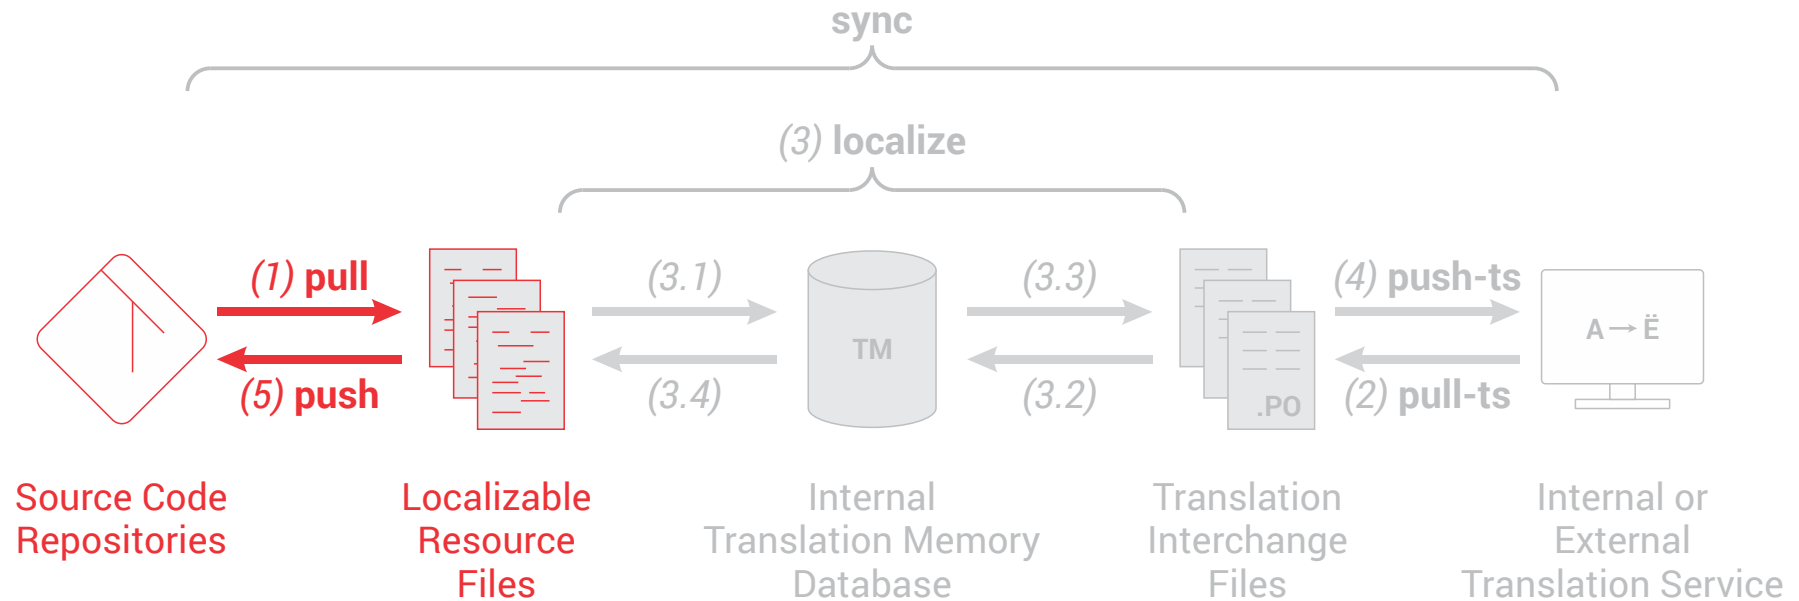 sync
(3) localize
(1) pull
(3.1)
(3.3)
(4) push-ts
TM
A → Ë
(5) push
(3.4)
(3.2)
.PO
(2) pull-ts
Source Code
Repositories
Localizable
Resource
Files
Internal
Translation Memory
Database
Translation
Interchange
Files
Internal or
External
Translation Service